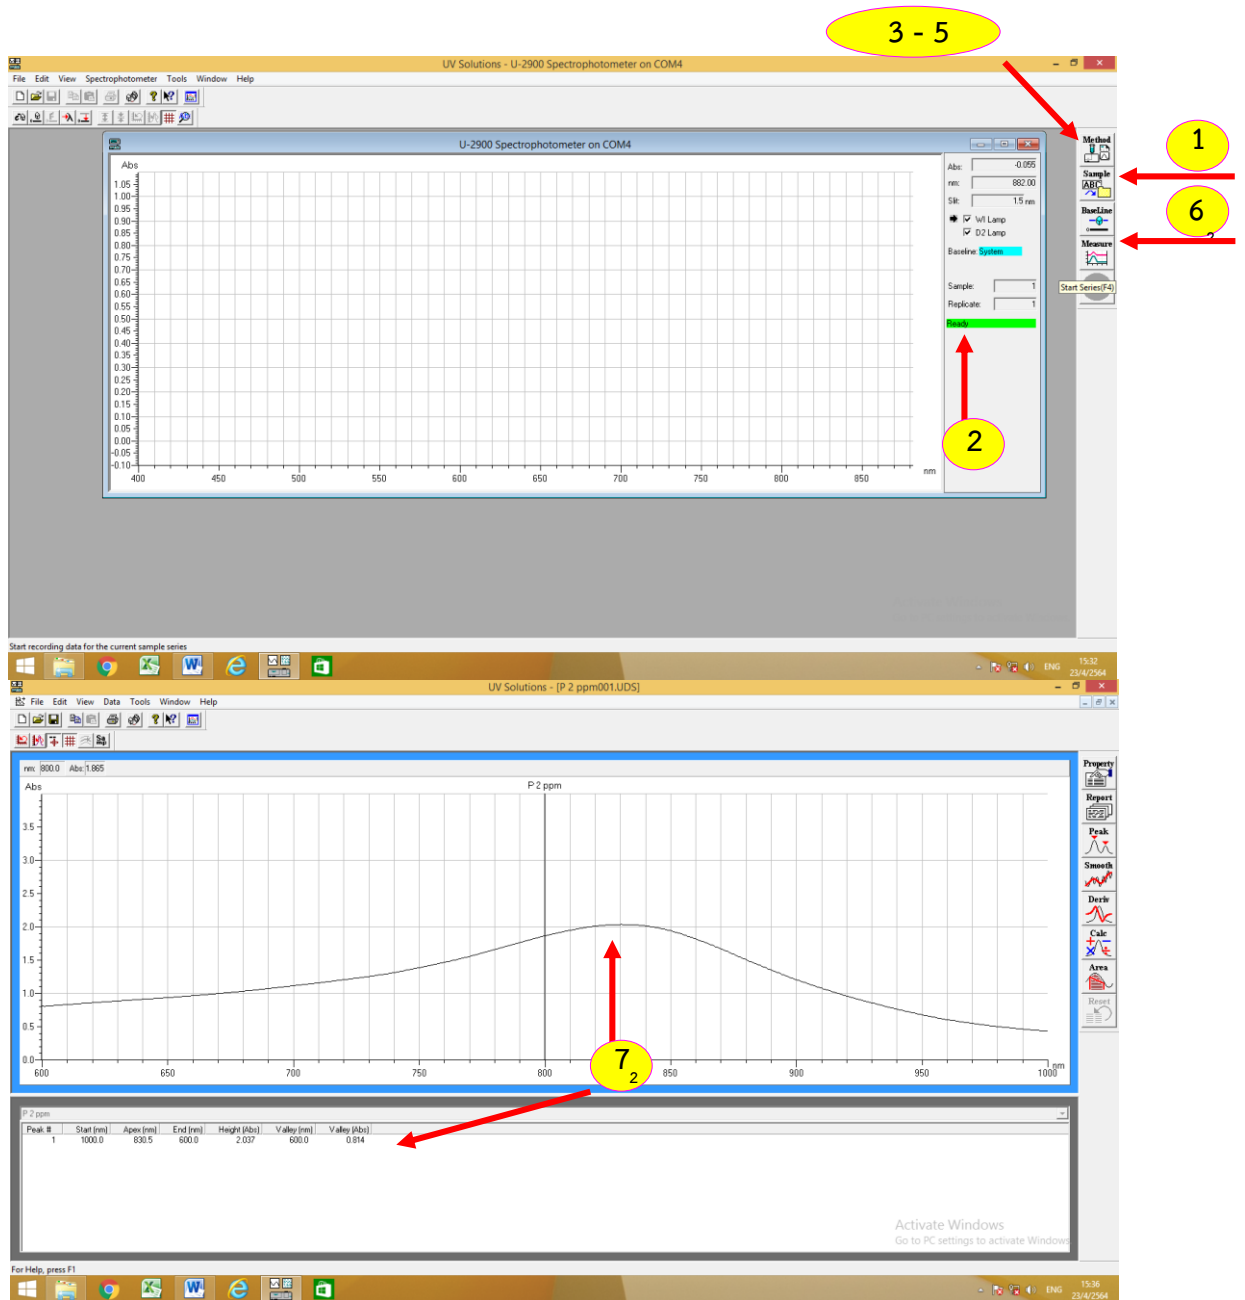 3 - 5
UV Solutions - U-2900 Spectrophotometer on COM4
File Edit View Spectrophotometer Tools Window Help
U-2900 Spectrophotometer on COM4
Abs
1.05
1.00
0.95
0.90
0.85
0.80
0.75
0.70
0.65
0.60
0.55
0.50
0.45
0.40
0.35
0.30
0.25
0.20
0.15
0.10
0.05
0.00
-0.05
-0.10
400 450 500 550 600 650 700 750 800 850 nm
Abs: -0.055
nm: 882.00
Slit: 1.5 nm
WI Lamp
D2 Lamp
Baseline: System
Sample: 1
Replicate: 1
Ready
2
Method
Sample
ABC
BaseLine
Measure
Start Series(F4)
1
6
Start recording data for the current sample series
ENG 15:32
23/4/2564
UV Solutions - [P 2 ppm001.UDS]
File Edit View Data Tools Window Help
nm: 800.0 Abs: 1.865
Abs
P 2 ppm
3.5
3.0
2.5
2.0
1.5
1.0
0.5
0.0
600 650 700 750 800 850 900 950 1000 nm
7 2
Property
Report
Peak
Smooth
Deriv
Calc
Area
Reset
P 2 ppm
Peak # Start (nm) Apex (nm) End (nm) Height (Abs) Valley (nm) Valley (Abs)
1 1000.0 830.5 600.0 2.037 600.0 0.814
Activate Windows
Go to PC settings to activate Windows
For Help, press F1
ENG 15:36
23/4/2564